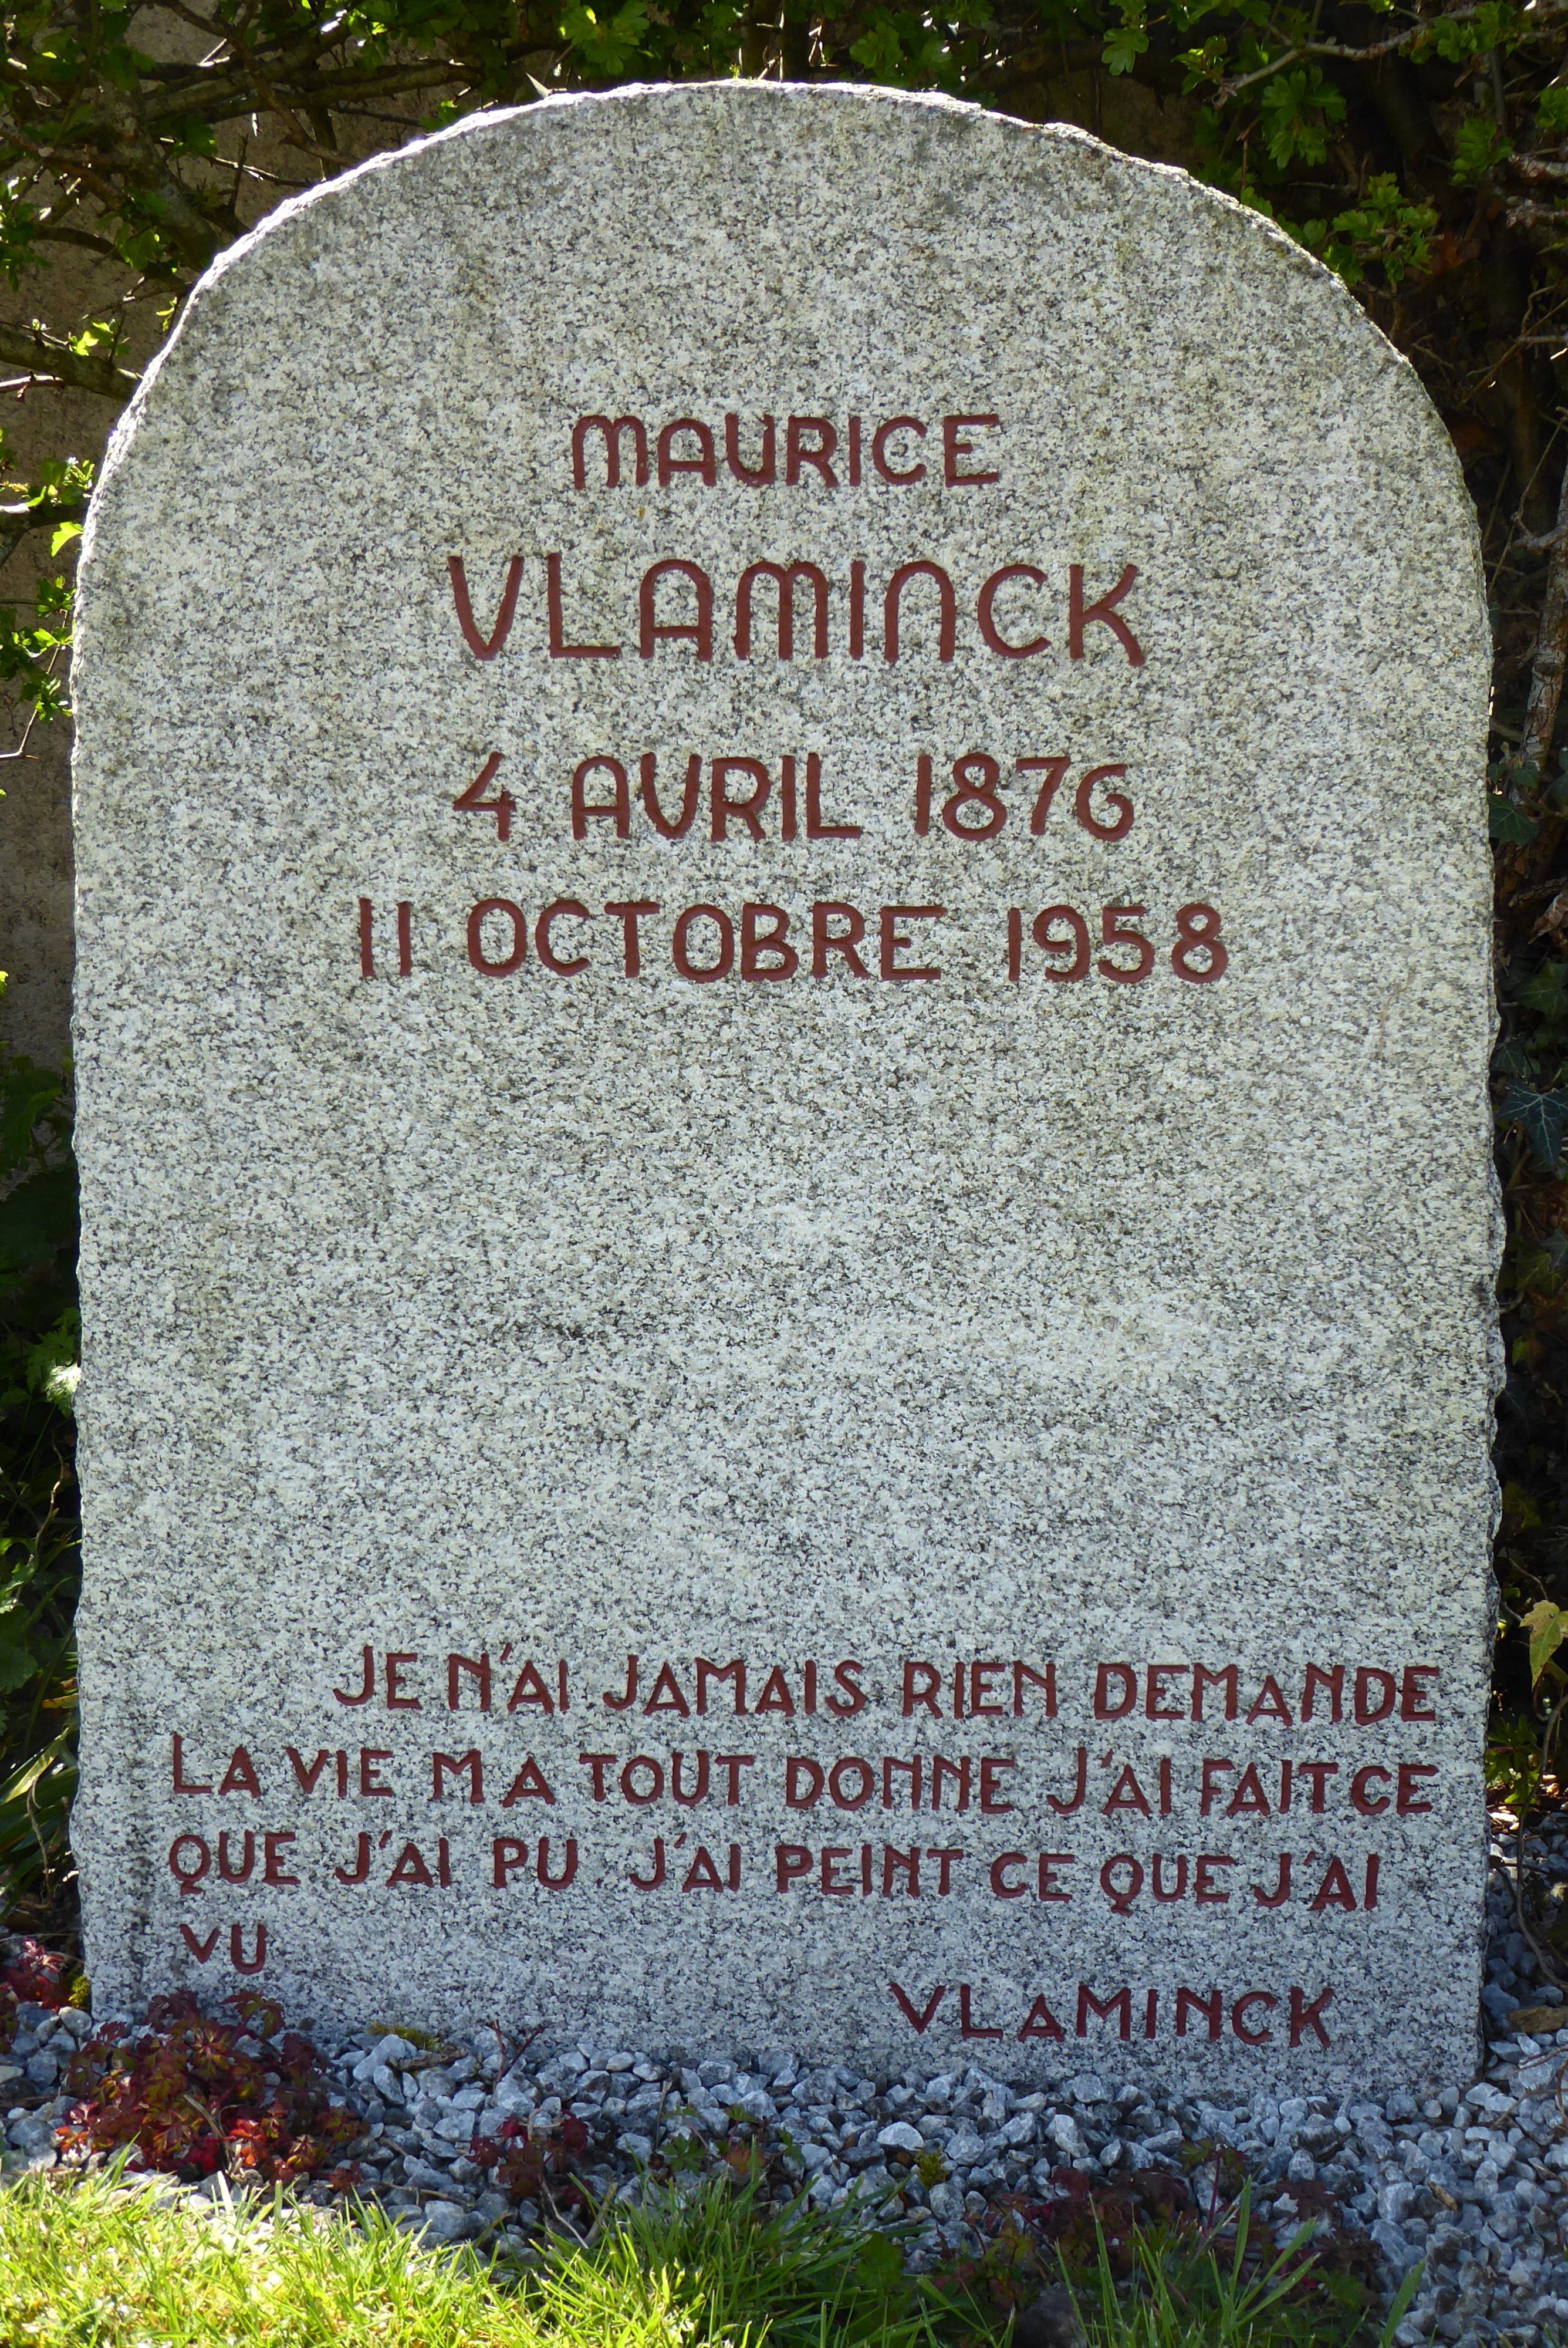 MAURICE
VLAMINCK
4 AVRIL 1876
11 OCTOBRE 1958
JE N'AI JAMAIS RIEN DEMANDE
LA VIE M A TOUT DONNE J'AI FAIT CE
QUE J'AI PU J'AI PEINT CE QUE J'AI
VU
VLAMINCK